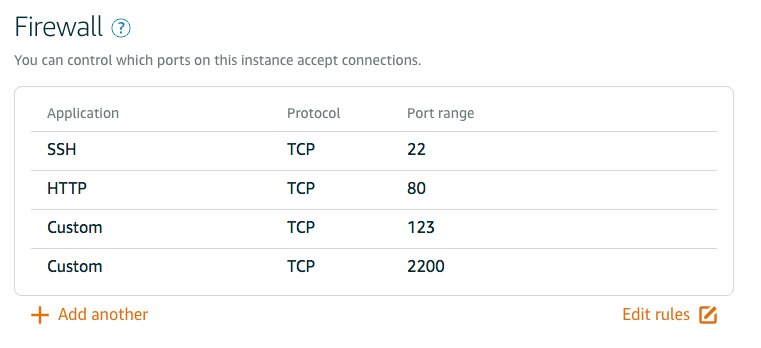 Firewall ?
You can control which ports on this instance accept connections.
Application Protocol Port range
SSH TCP 22
HTTP TCP 80
Custom TCP 123
Custom TCP 2200
+ Add another Edit rules